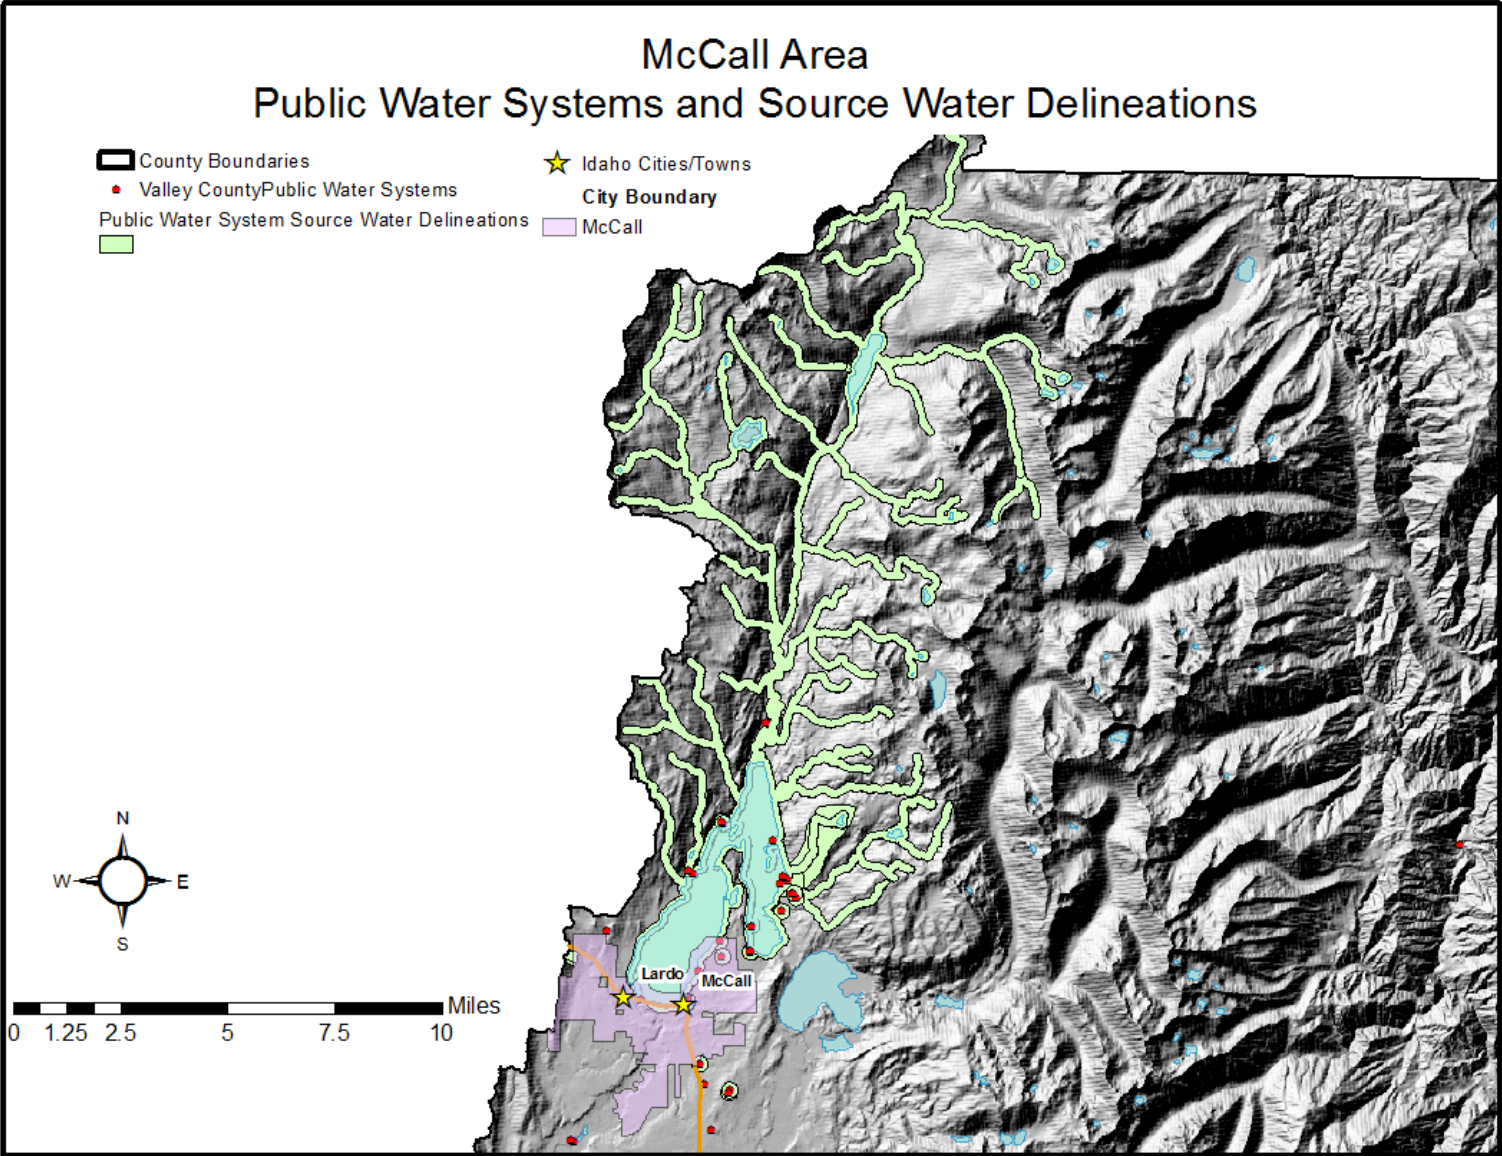 McCall Area
Public Water Systems and Source Water Delineations
County Boundaries
Valley CountyPublic Water Systems
Public Water System Source Water Delineations
Idaho Cities/Towns
City Boundary
McCall
N
W
E
S
Lardo
McCall
Miles
0 1.25 2.5 5 7.5 10